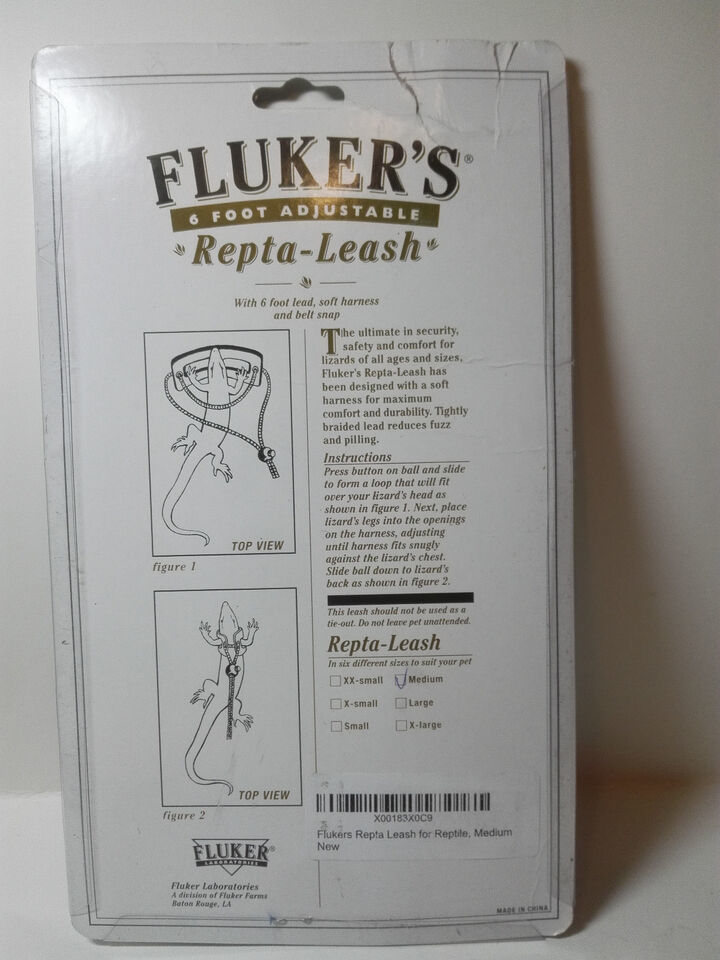 FLUKER'S®
6 FOOT ADJUSTABLE
Repta-Leash
With 6 foot lead, soft harness
and belt snap
TOP VIEW
figure 1
TOP VIEW
figure 2
The ultimate in security,
safety and comfort for
lizards of all ages and sizes,
Fluker's Repta-Leash has
been designed with a soft
harness for maximum
comfort and durability. Tightly
braided lead reduces fuzz
and pilling.
Instructions
Press button on ball and slide
to form a loop that will fit
over your lizard's head as
shown in figure 1. Next, place
lizard's legs into the openings
on the harness, adjusting
until harness fits snugly
against the lizard's chest.
Slide ball down to lizard's
back as shown in figure 2.
This leash should not be used as a
tie-out. Do not leave pet unattended.
Repta-Leash
In six different sizes to suit your pet
XX-small Medium
X-small Large
Small X-large
X00183X0C9
Flukers Repta Leash for Reptile, Medium
New
FLUKER®
LABORATORIES
Fluker Laboratories
A division of Fluker Farms
Baton Rouge, LA
MADE IN CHINA